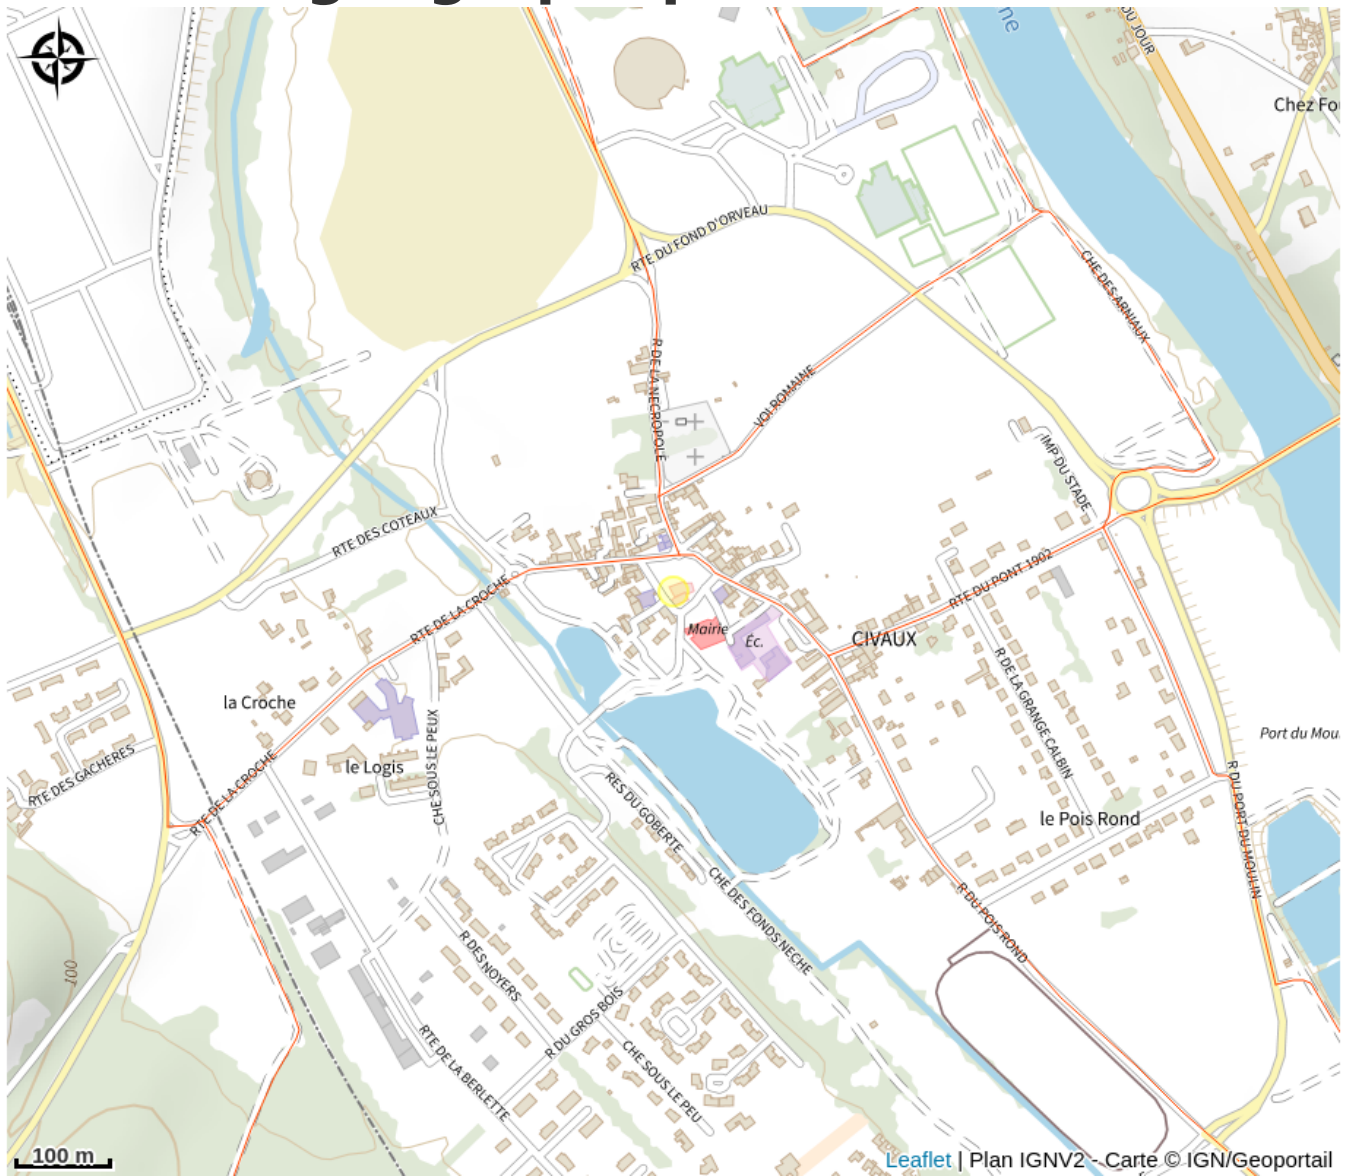 DU JOUR
ne
Chez Fo
RTE DU FOND D'ORVEAU
CHE DES ARNIAUX
R DE LA NECROPOLE
VOI ROMAINE
IMP DU STADE
RTE DES COTEAUX
RTE DE LA CROCHE
RTE DU PONT 1902
Mairie
Éc.
CIVAUX
la Croche
R DE LA GRANGE CALBIN
Port du Mou
RTE DES GACHERES
le Logis
CHE SOUS LE PEUX
RTE DE LA CROCHE
RES DU GOBERTE
le Pois Rond
R DU PORT DU MOULIN
CHE DES FONDS NECHE
R DU POIS ROND
100
R DES NOYERS
R DU GROS BOIS
RTE DE LA BERLETTE
CHE SOUS LE PEU
100 m
Leaflet | Plan IGNV2 - Carte © IGN/Geoportail